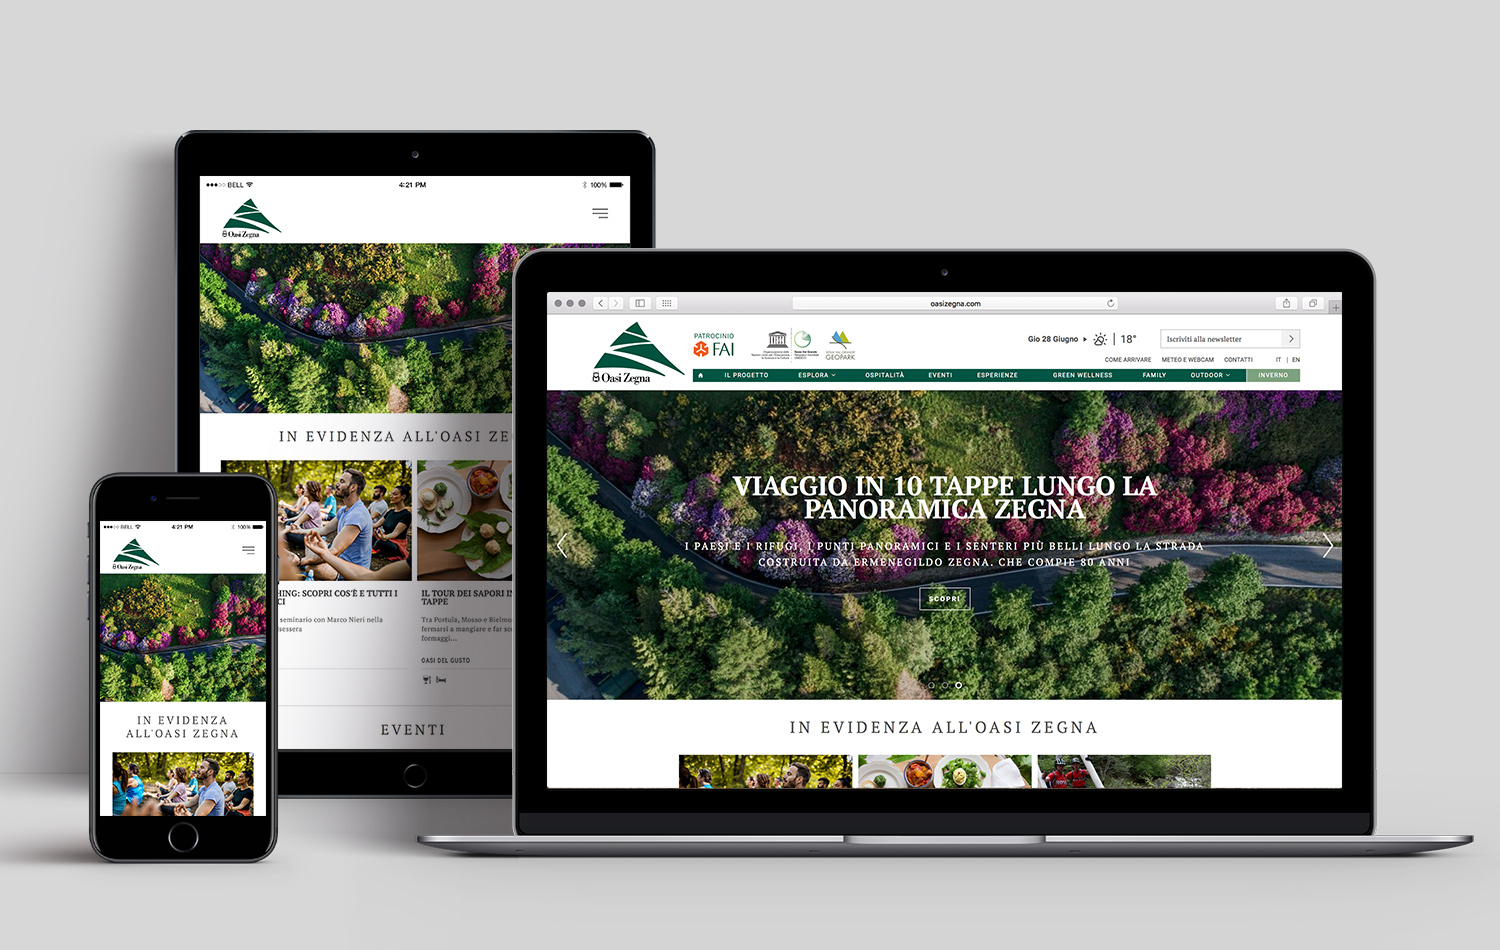 BELL
4:21 PM
100%
Oasi Zegna
IN EVIDENZA ALL'OASI ZE
HING: SCOPRI COS'È E TUTTI I
CI
seminario con Marco Nieri nella
sessera
IL TOUR DEI SAPORI IN
TAPPE
Tra Portula, Mosso e Bielmo
fermarsi a mangiare e far sc
formaggi...
OASI DEL GUSTO
EVENTI
BELL
4:21 PM
100%
Oasi Zegna
IN EVIDENZA
ALL'OASI ZEGNA
oasizegna.com
Oasi Zegna
PATROCINIO
FAI
GEOPARK
Gio 28 Giugno
18°
Iscriviti alla newsletter
COME ARRIVARE
METEO E WEBCAM
CONTATTI
IT | EN
IL PROGETTO
ESPLORA
OSPITALITÀ
EVENTI
ESPERIENZE
GREEN WELLNESS
FAMILY
OUTDOOR
INVERNO
VIAGGIO IN 10 TAPPE LUNGO LA
PANORAMICA ZEGNA
I PAESI E I RIFUGI, I PUNTI PANORAMICI E I SENTERI PIÙ BELLI LUNGO LA STRADA
COSTRUITA DA ERMENEGILDO ZEGNA. CHE COMPIE 80 ANNI
SCOPRI
IN EVIDENZA ALL'OASI ZEGNA